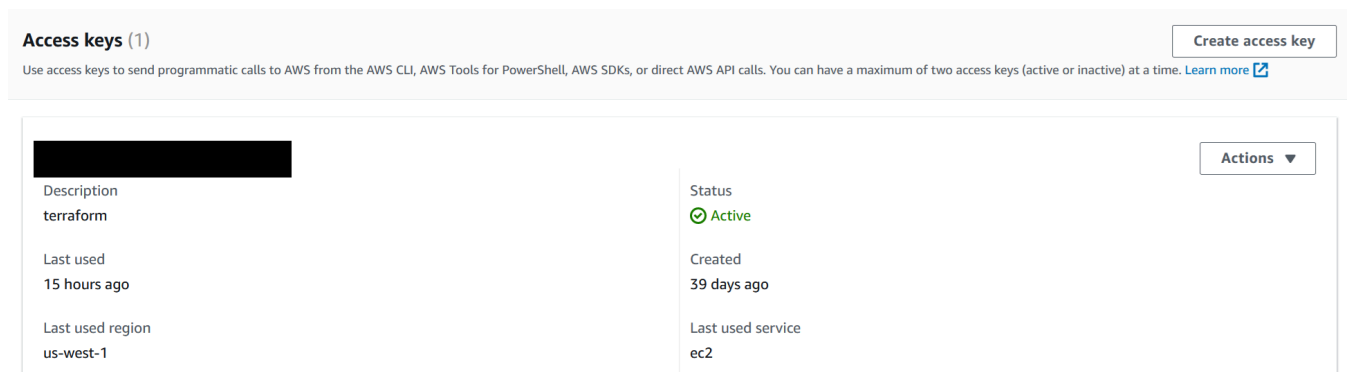 Access keys (1)
Create access key
Use access keys to send programmatic calls to AWS from the AWS CLI, AWS Tools for PowerShell, AWS SDKs, or direct AWS API calls. You can have a maximum of two access keys (active or inactive) at a time. Learn more
Actions
Description
terraform
Status
Active
Last used
15 hours ago
Created
39 days ago
Last used region
us-west-1
Last used service
ec2